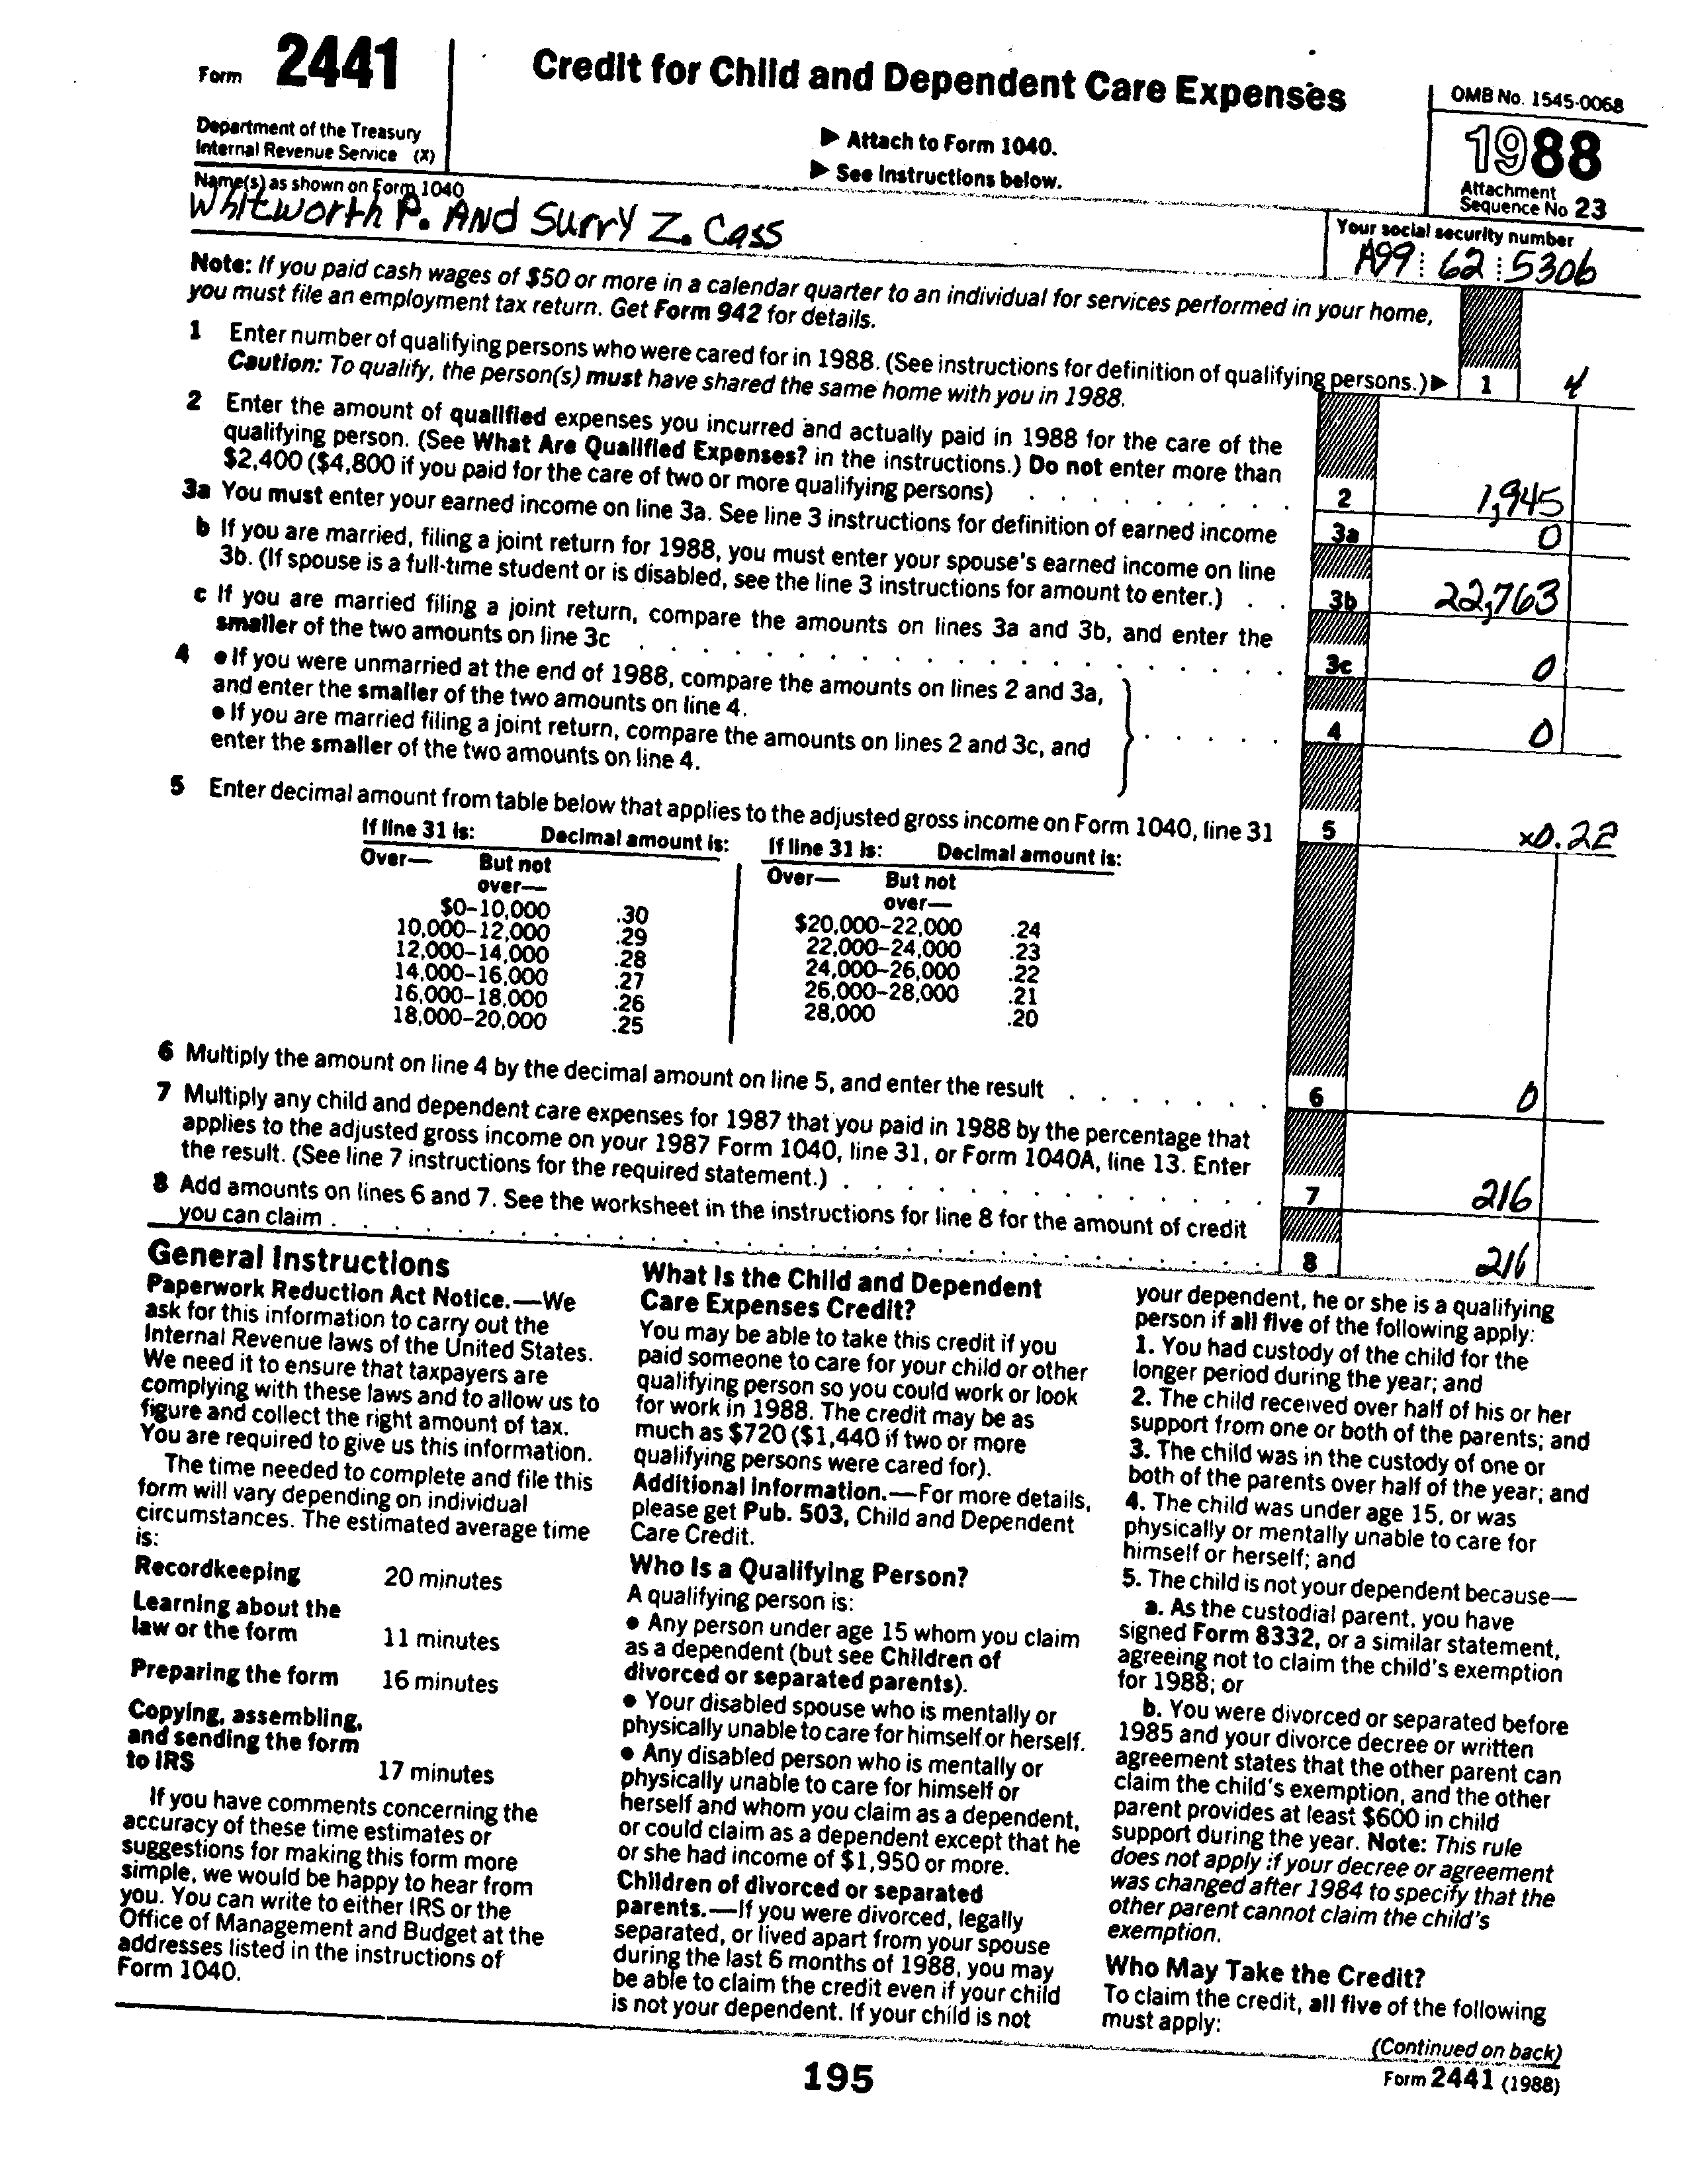 Form 2441
Credit for Child and Dependent Care Expenses
OMB No. 1545-0068
Department of the Treasury
Internal Revenue Service (X)
▶ Attach to Form 1040.
▶ See Instructions below.
1988
Attachment
Sequence No 23
Name(s) as shown on Form 1040
Whitworth P. AND Surry Z. Cass
Your social security number
A99 62 5306
Note: If you paid cash wages of $50 or more in a calendar quarter to an individual for services performed in your home,
you must file an employment tax return. Get Form 942 for details.
1 Enter number of qualifying persons who were cared for in 1988. (See instructions for definition of qualifying persons.) ▶ 1 4
Caution: To qualify, the person(s) must have shared the same home with you in 1988.
2 Enter the amount of qualified expenses you incurred and actually paid in 1988 for the care of the
qualifying person. (See What Are Qualified Expenses? in the instructions.) Do not enter more than
$2,400 ($4,800 if you paid for the care of two or more qualifying persons) . . . . . . . . . 2 1,945
3a You must enter your earned income on line 3a. See line 3 instructions for definition of earned income 3a 0
b If you are married, filing a joint return for 1988, you must enter your spouse's earned income on line
3b. (If spouse is a full-time student or is disabled, see the line 3 instructions for amount to enter.) . . 3b 22,763
c If you are married filing a joint return, compare the amounts on lines 3a and 3b, and enter the
smaller of the two amounts on line 3c . . . . . . . . . . . . . . . . . . 3c 0
4 ● If you were unmarried at the end of 1988, compare the amounts on lines 2 and 3a,
and enter the smaller of the two amounts on line 4.
● If you are married filing a joint return, compare the amounts on lines 2 and 3c, and
enter the smaller of the two amounts on line 4. . . . . . 4 0
5 Enter decimal amount from table below that applies to the adjusted gross income on Form 1040, line 31 5 x0.22
If line 31 is: Decimal amount is: If line 31 is: Decimal amount is:
Over— But not Over— But not
over— over—
$0–10,000 .30 $20,000–22,000 .24
10,000–12,000 .29 22,000–24,000 .23
12,000–14,000 .28 24,000–26,000 .22
14,000–16,000 .27 26,000–28,000 .21
16,000–18,000 .26 28,000 .20
18,000–20,000 .25
6 Multiply the amount on line 4 by the decimal amount on line 5, and enter the result . . . . . . . 6 0
7 Multiply any child and dependent care expenses for 1987 that you paid in 1988 by the percentage that
applies to the adjusted gross income on your 1987 Form 1040, line 31, or Form 1040A, line 13. Enter
the result. (See line 7 instructions for the required statement.) . . . . . . . . . . . . . 7 216
8 Add amounts on lines 6 and 7. See the worksheet in the instructions for line 8 for the amount of credit
you can claim . . . . . . . . . . . . . . . . . . . . . . . . . 8 216
General Instructions
Paperwork Reduction Act Notice.—We
ask for this information to carry out the
Internal Revenue laws of the United States.
We need it to ensure that taxpayers are
complying with these laws and to allow us to
figure and collect the right amount of tax.
You are required to give us this information.
The time needed to complete and file this
form will vary depending on individual
circumstances. The estimated average time
is:
Recordkeeping 20 minutes
Learning about the
law or the form 11 minutes
Preparing the form 16 minutes
Copying, assembling,
and sending the form
to IRS 17 minutes
If you have comments concerning the
accuracy of these time estimates or
suggestions for making this form more
simple, we would be happy to hear from
you. You can write to either IRS or the
Office of Management and Budget at the
addresses listed in the instructions of
Form 1040.
What Is the Child and Dependent
Care Expenses Credit?
You may be able to take this credit if you
paid someone to care for your child or other
qualifying person so you could work or look
for work in 1988. The credit may be as
much as $720 ($1,440 if two or more
qualifying persons were cared for).
Additional Information.—For more details,
please get Pub. 503, Child and Dependent
Care Credit.
Who Is a Qualifying Person?
A qualifying person is:
● Any person under age 15 whom you claim
as a dependent (but see Children of
divorced or separated parents).
● Your disabled spouse who is mentally or
physically unable to care for himself or herself.
● Any disabled person who is mentally or
physically unable to care for himself or
herself and whom you claim as a dependent,
or could claim as a dependent except that he
or she had income of $1,950 or more.
Children of divorced or separated
parents.—If you were divorced, legally
separated, or lived apart from your spouse
during the last 6 months of 1988, you may
be able to claim the credit even if your child
is not your dependent. If your child is not
your dependent, he or she is a qualifying
person if all five of the following apply:
1. You had custody of the child for the
longer period during the year; and
2. The child received over half of his or her
support from one or both of the parents; and
3. The child was in the custody of one or
both of the parents over half of the year; and
4. The child was under age 15, or was
physically or mentally unable to care for
himself or herself; and
5. The child is not your dependent because—
a. As the custodial parent, you have
signed Form 8332, or a similar statement,
agreeing not to claim the child's exemption
for 1988; or
b. You were divorced or separated before
1985 and your divorce decree or written
agreement states that the other parent can
claim the child's exemption, and the other
parent provides at least $600 in child
support during the year. Note: This rule
does not apply if your decree or agreement
was changed after 1984 to specify that the
other parent cannot claim the child's
exemption.
Who May Take the Credit?
To claim the credit, all five of the following
must apply:
(Continued on back)
195
Form 2441 (1988)